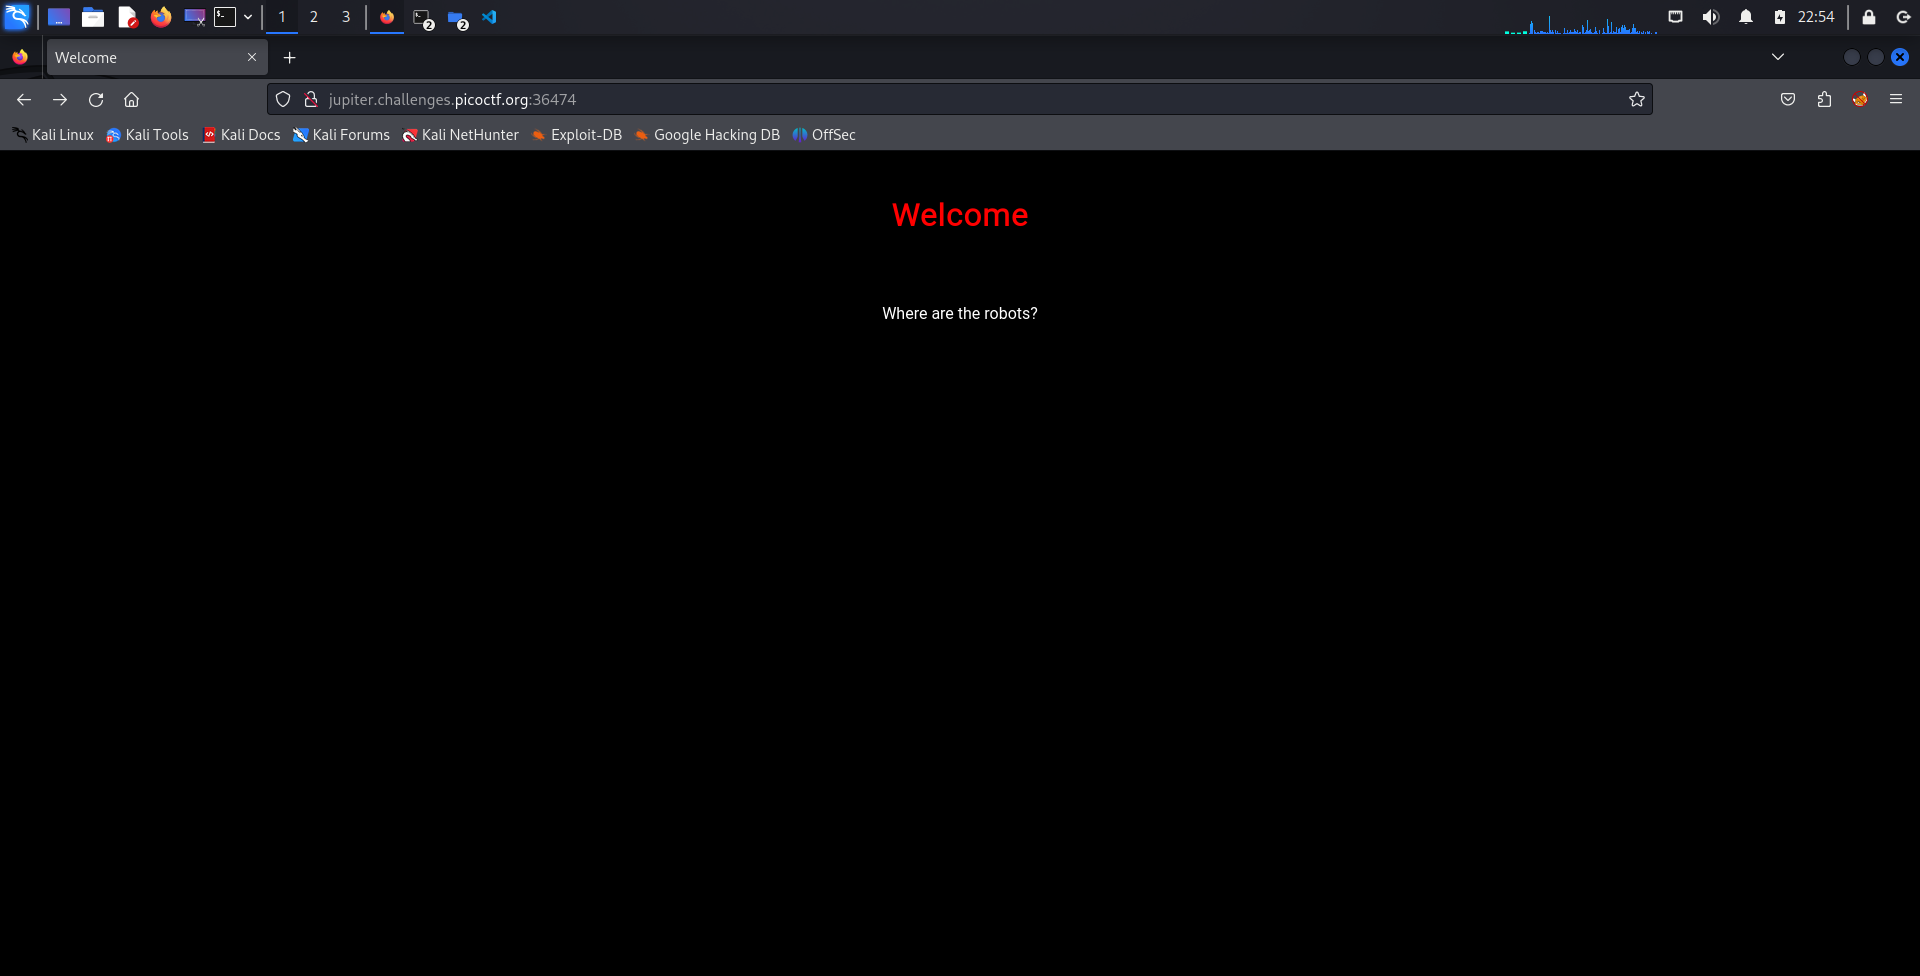 1 2 3 2 2 22:54
Welcome
jupiter.challenges.picoctf.org:36474
Kali Linux Kali Tools Kali Docs Kali Forums Kali NetHunter Exploit-DB Google Hacking DB OffSec
Welcome
Where are the robots?